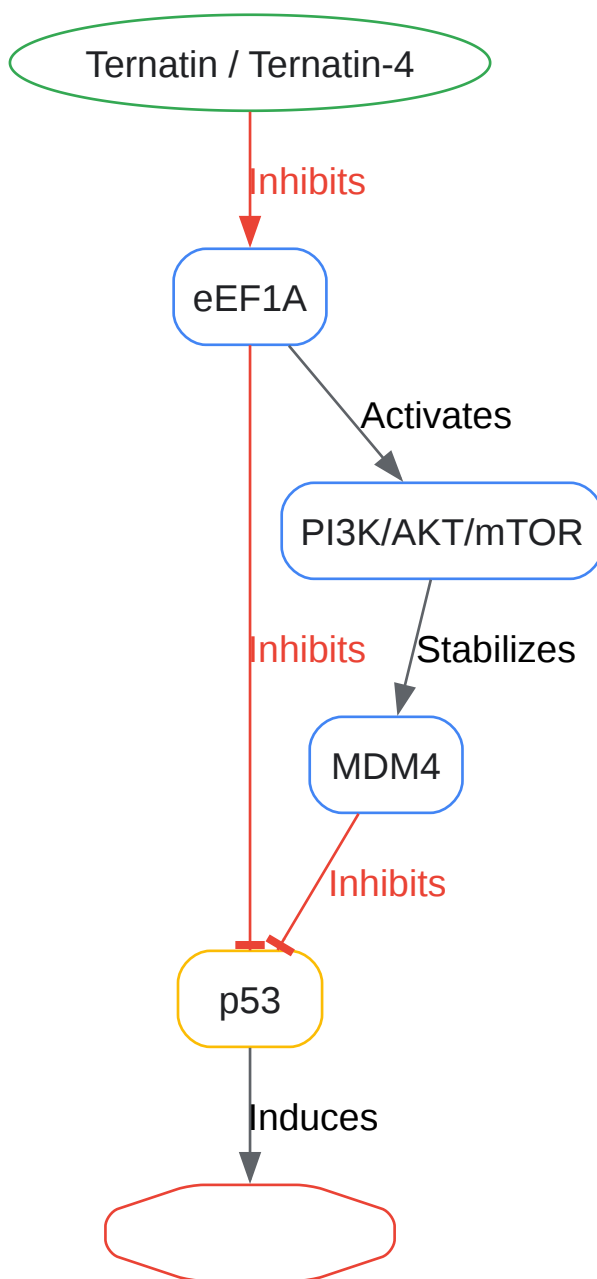 Ternatin / Ternatin-4
Inhibits
eEF1A
Activates
PI3K/AKT/mTOR
Inhibits
Stabilizes
MDM4
Inhibits
p53
Induces